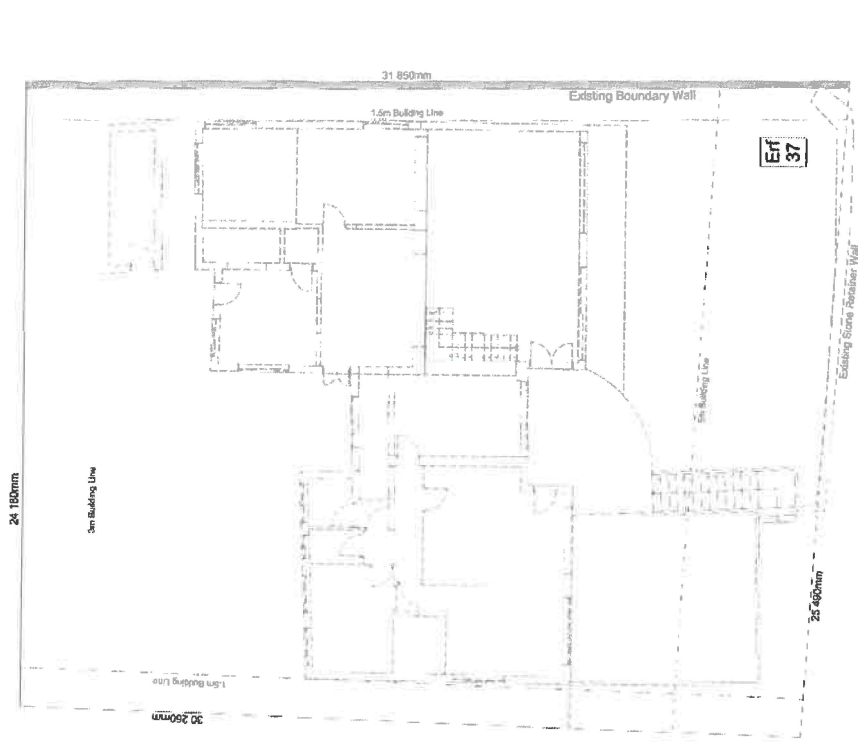 31 850mm
Existing Boundary Wall
1.5m Building Line
Erf
37
Existing Stone Retainer Wall
5m Building Line
24 180mm
3m Building Line
25 490mm
1.5m Building Line
30 260mm